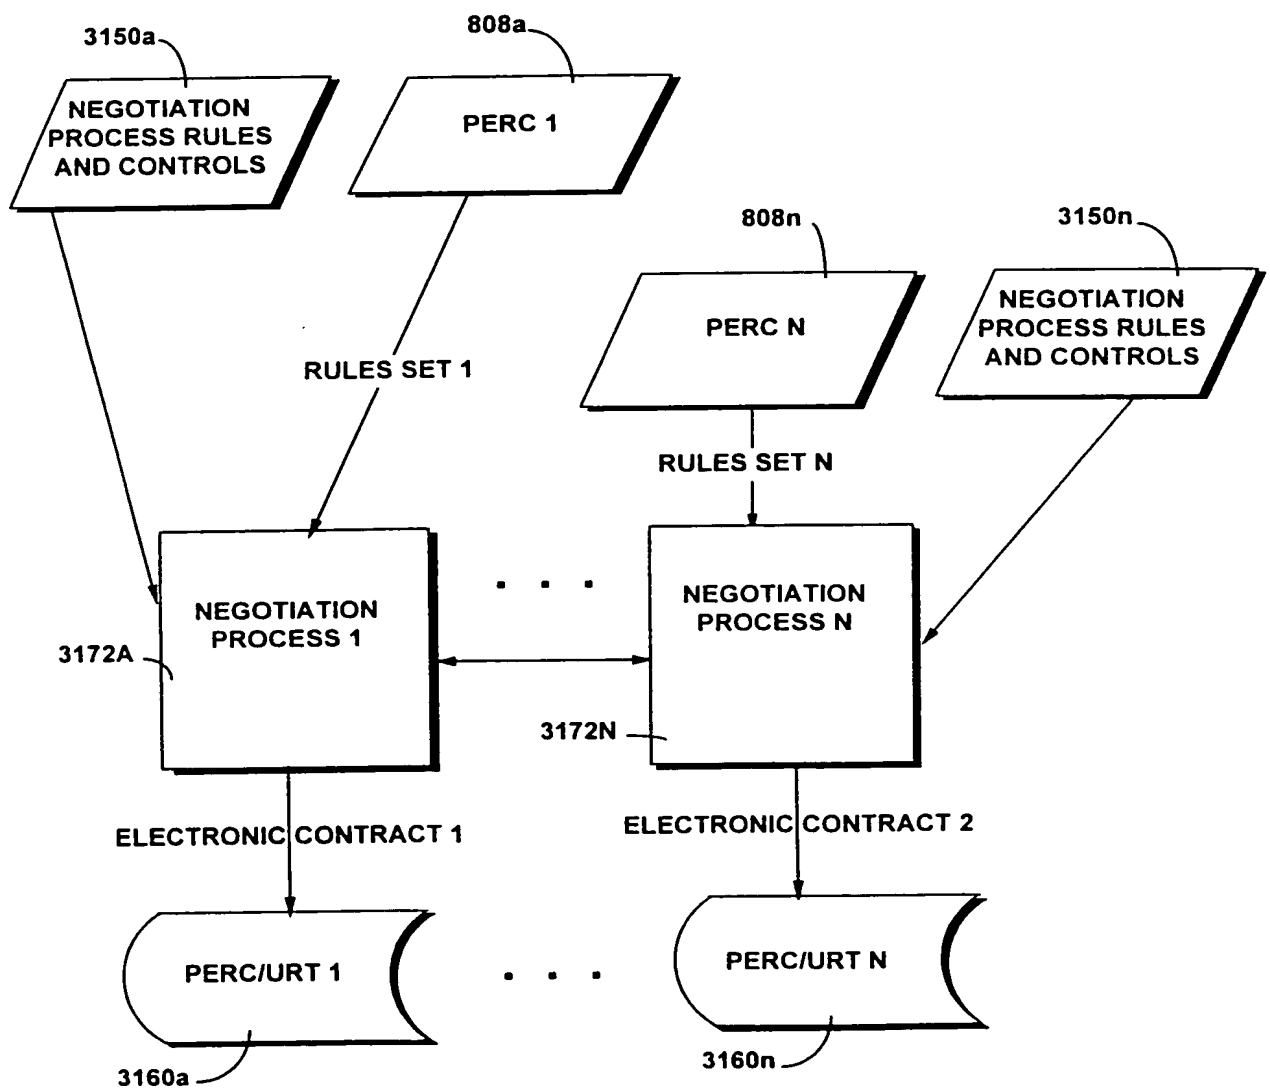 3150a
808a
NEGOTIATION
PROCESS RULES
AND CONTROLS
PERC 1
808n
3150n
PERC N
NEGOTIATION
PROCESS RULES
AND CONTROLS
RULES SET 1
RULES SET N
NEGOTIATION
PROCESS 1
NEGOTIATION
PROCESS N
3172A
3172N
ELECTRONIC CONTRACT 1
ELECTRONIC CONTRACT 2
PERC/URT 1
PERC/URT N
3160a
3160n